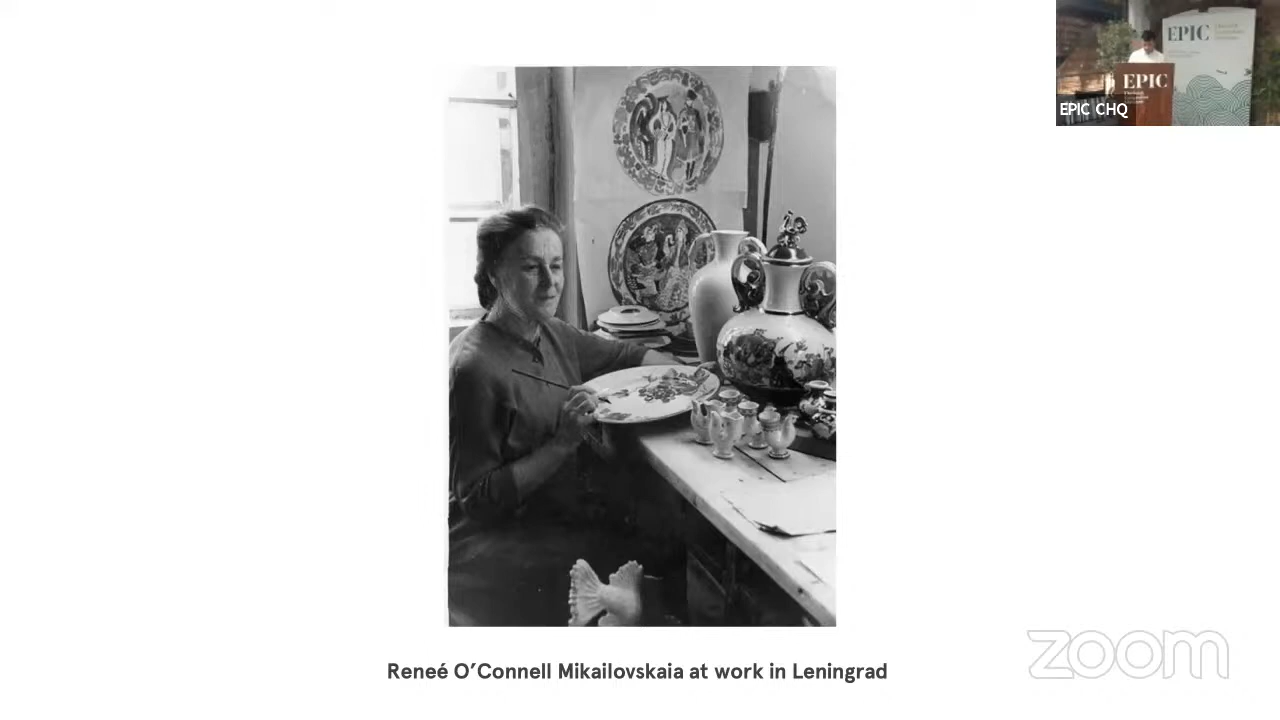 EPIC
EPIC
EPIC CHQ
Reneé O’Connell Mikailovskaia at work in Leningrad
zoom